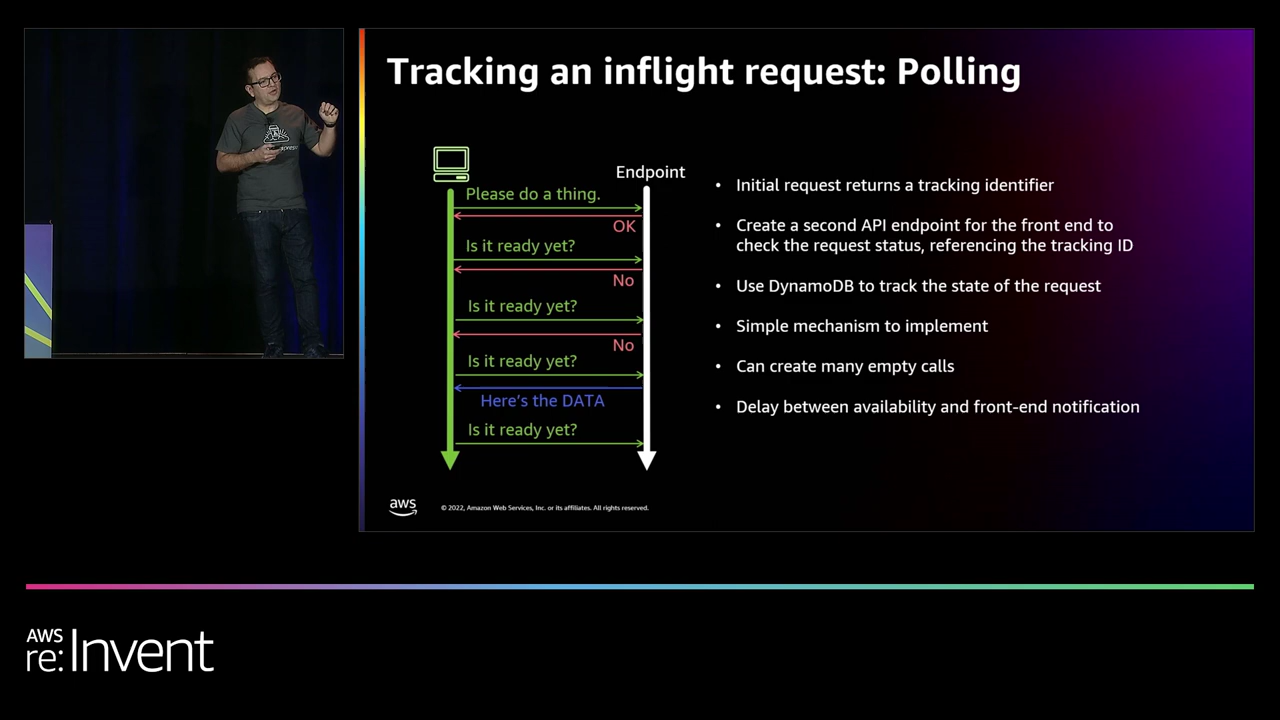 Tracking an inflight request: Polling
Endpoint
Please do a thing.
OK
Is it ready yet?
No
Is it ready yet?
No
Is it ready yet?
Here's the DATA
Is it ready yet?
• Initial request returns a tracking identifier
• Create a second API endpoint for the front end to
check the request status, referencing the tracking ID
• Use DynamoDB to track the state of the request
• Simple mechanism to implement
• Can create many empty calls
• Delay between availability and front-end notification
aws
© 2022, Amazon Web Services, Inc. or its affiliates. All rights reserved.
AWS
re:Invent